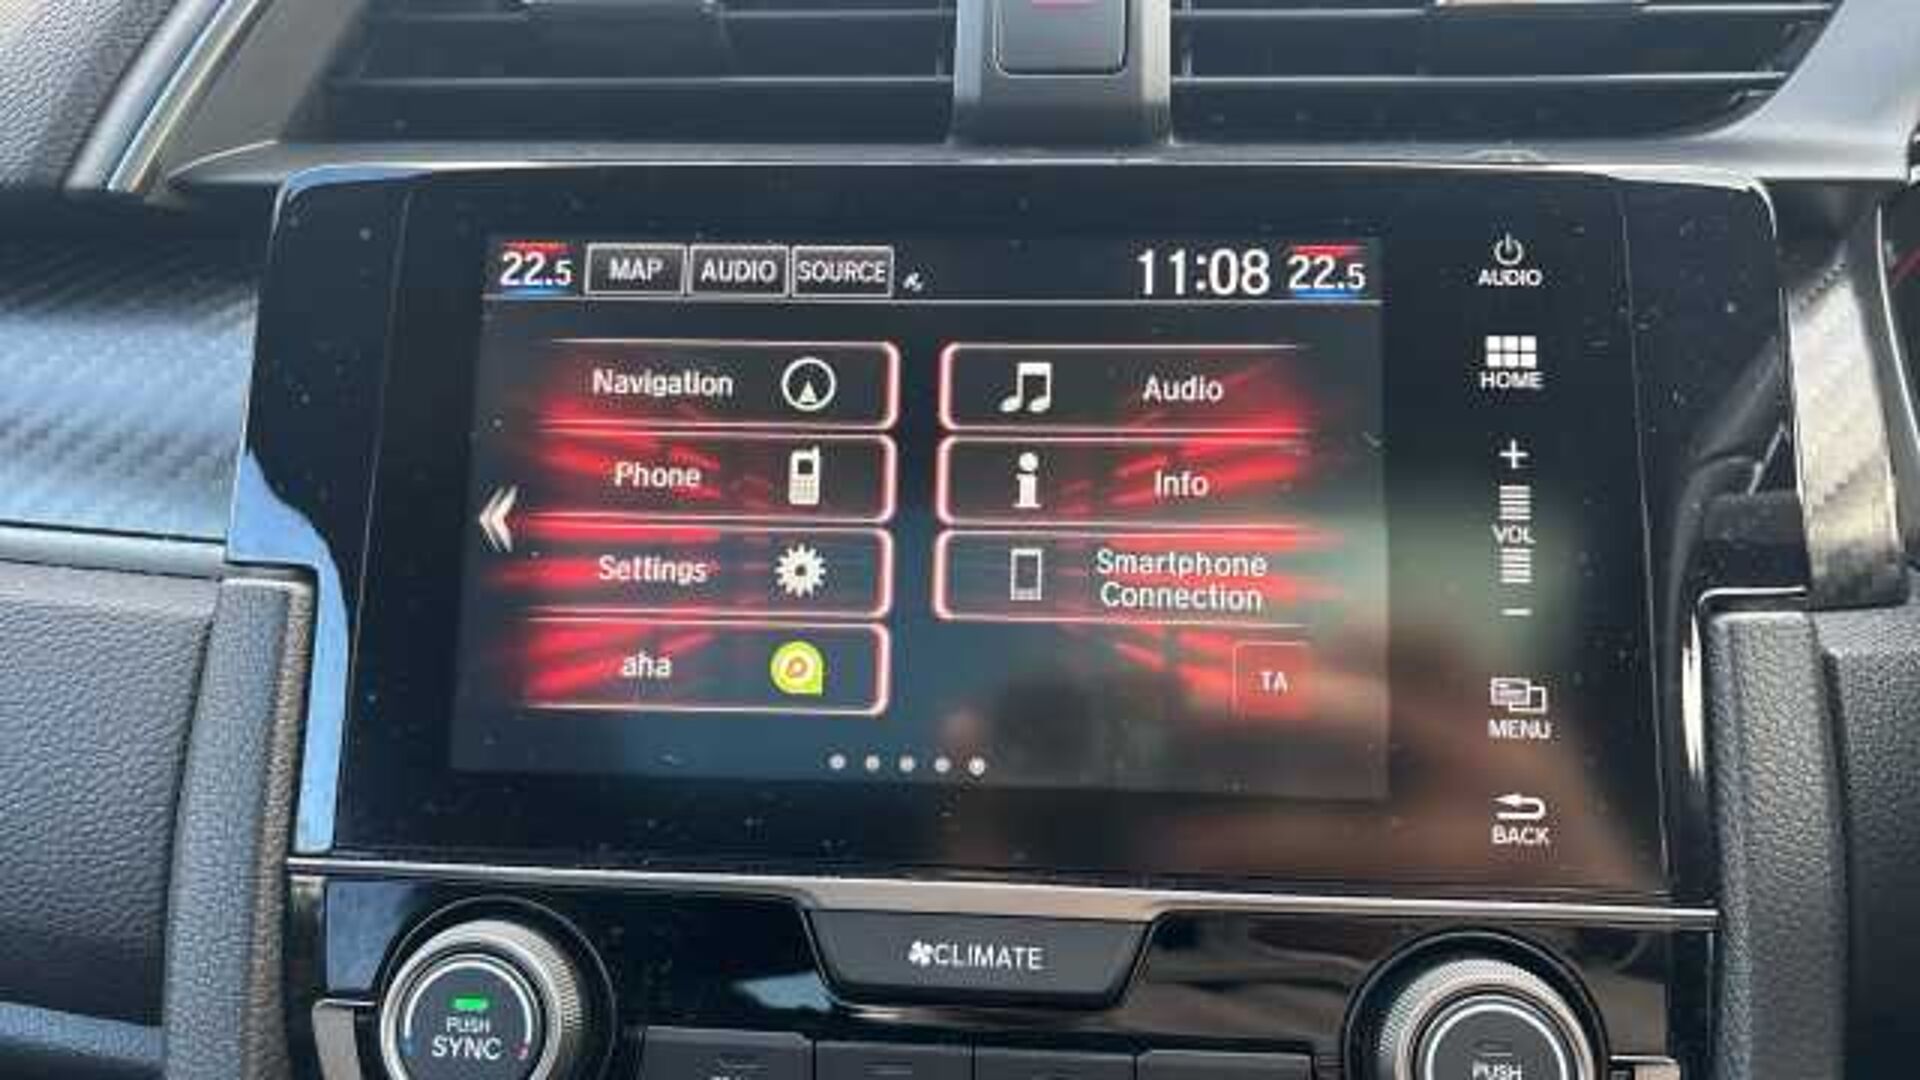 22.5 MAP AUDIO SOURCE 11:08 22.5
AUDIO
Navigation
Audio
HOME
Phone
Info
+
VOL
-
Settings
Smartphone
Connection
aha
TA
MENU
BACK
CLIMATE
PUSH
SYNC
PUSH